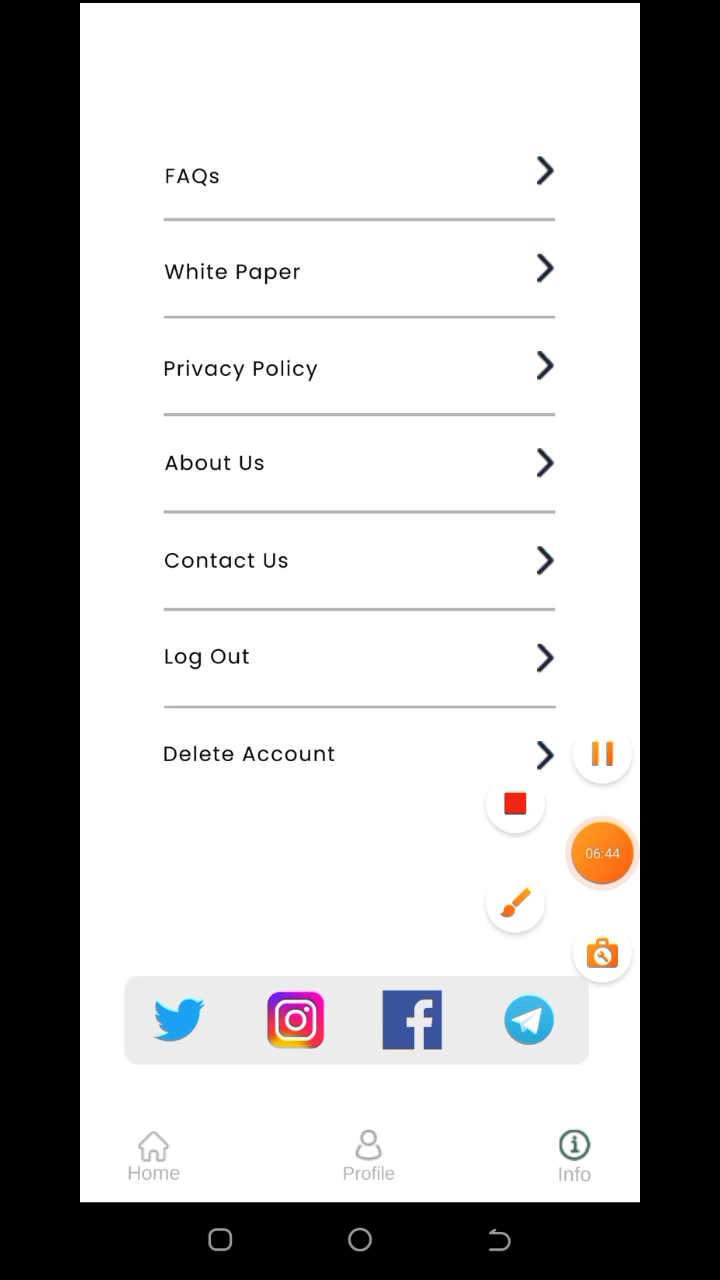 FAQs
White Paper
Privacy Policy
About Us
Contact Us
Log Out
Delete Account
06:44
Home
Profile
Info